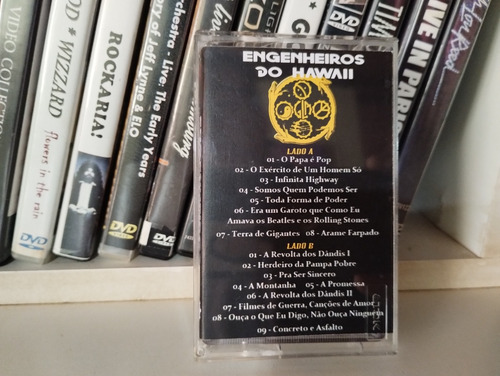 VIDEO COLLECT
WIZZARD
flowers in the rain
DVD
ROCKARIA!
DVD
Orchestra - Live: The Early Years
of Jeff Lynne & ELO
DVD
live
LIVE IN PARIS
ENGENHEIROS
DO HAWAII
LADO A
01 - O Papa é Pop
02 - O Exército de Um Homem Só
03 - Infinita Highway
04 - Somos Quem Podemos Ser
05 - Toda Forma de Poder
06 - Era um Garoto que Como Eu
Amava os Beatles e os Rolling Stones
07 - Terra de Gigantes 08 - Arame Farpado
LADO B
01 - A Revolta dos Dândis I
02 - Herdeiro da Pampa Pobre
03 - Pra Ser Sincero
04 - A Montanha 05 - A Promessa
06 - A Revolta dos Dândis II
07 - Filmes de Guerra, Canções de Amor
08 - Ouça o Que Eu Digo, Não Ouça Ninguém
09 - Concreto e Asfalto